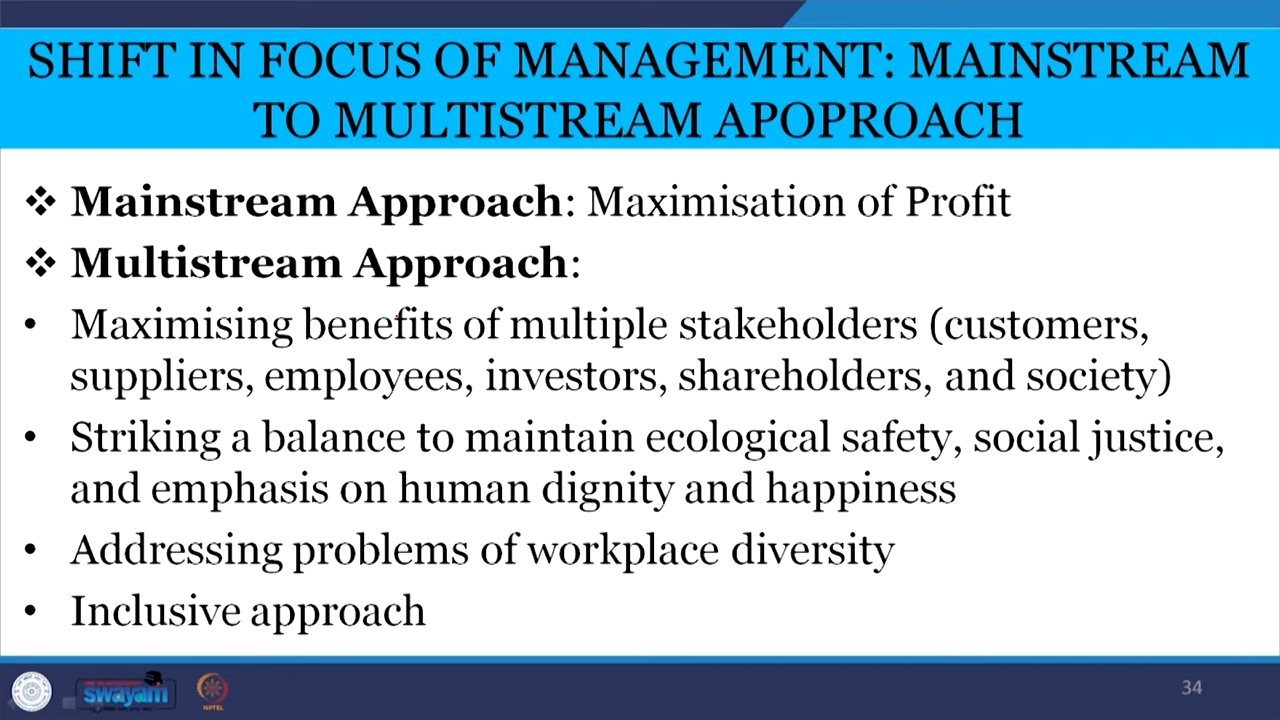 SHIFT IN FOCUS OF MANAGEMENT: MAINSTREAM
TO MULTISTREAM APOPROACH
❖ Mainstream Approach: Maximisation of Profit
❖ Multistream Approach:
• Maximising benefits of multiple stakeholders (customers,
suppliers, employees, investors, shareholders, and society)
• Striking a balance to maintain ecological safety, social justice,
and emphasis on human dignity and happiness
• Addressing problems of workplace diversity
• Inclusive approach
swayam
NPTEL
34